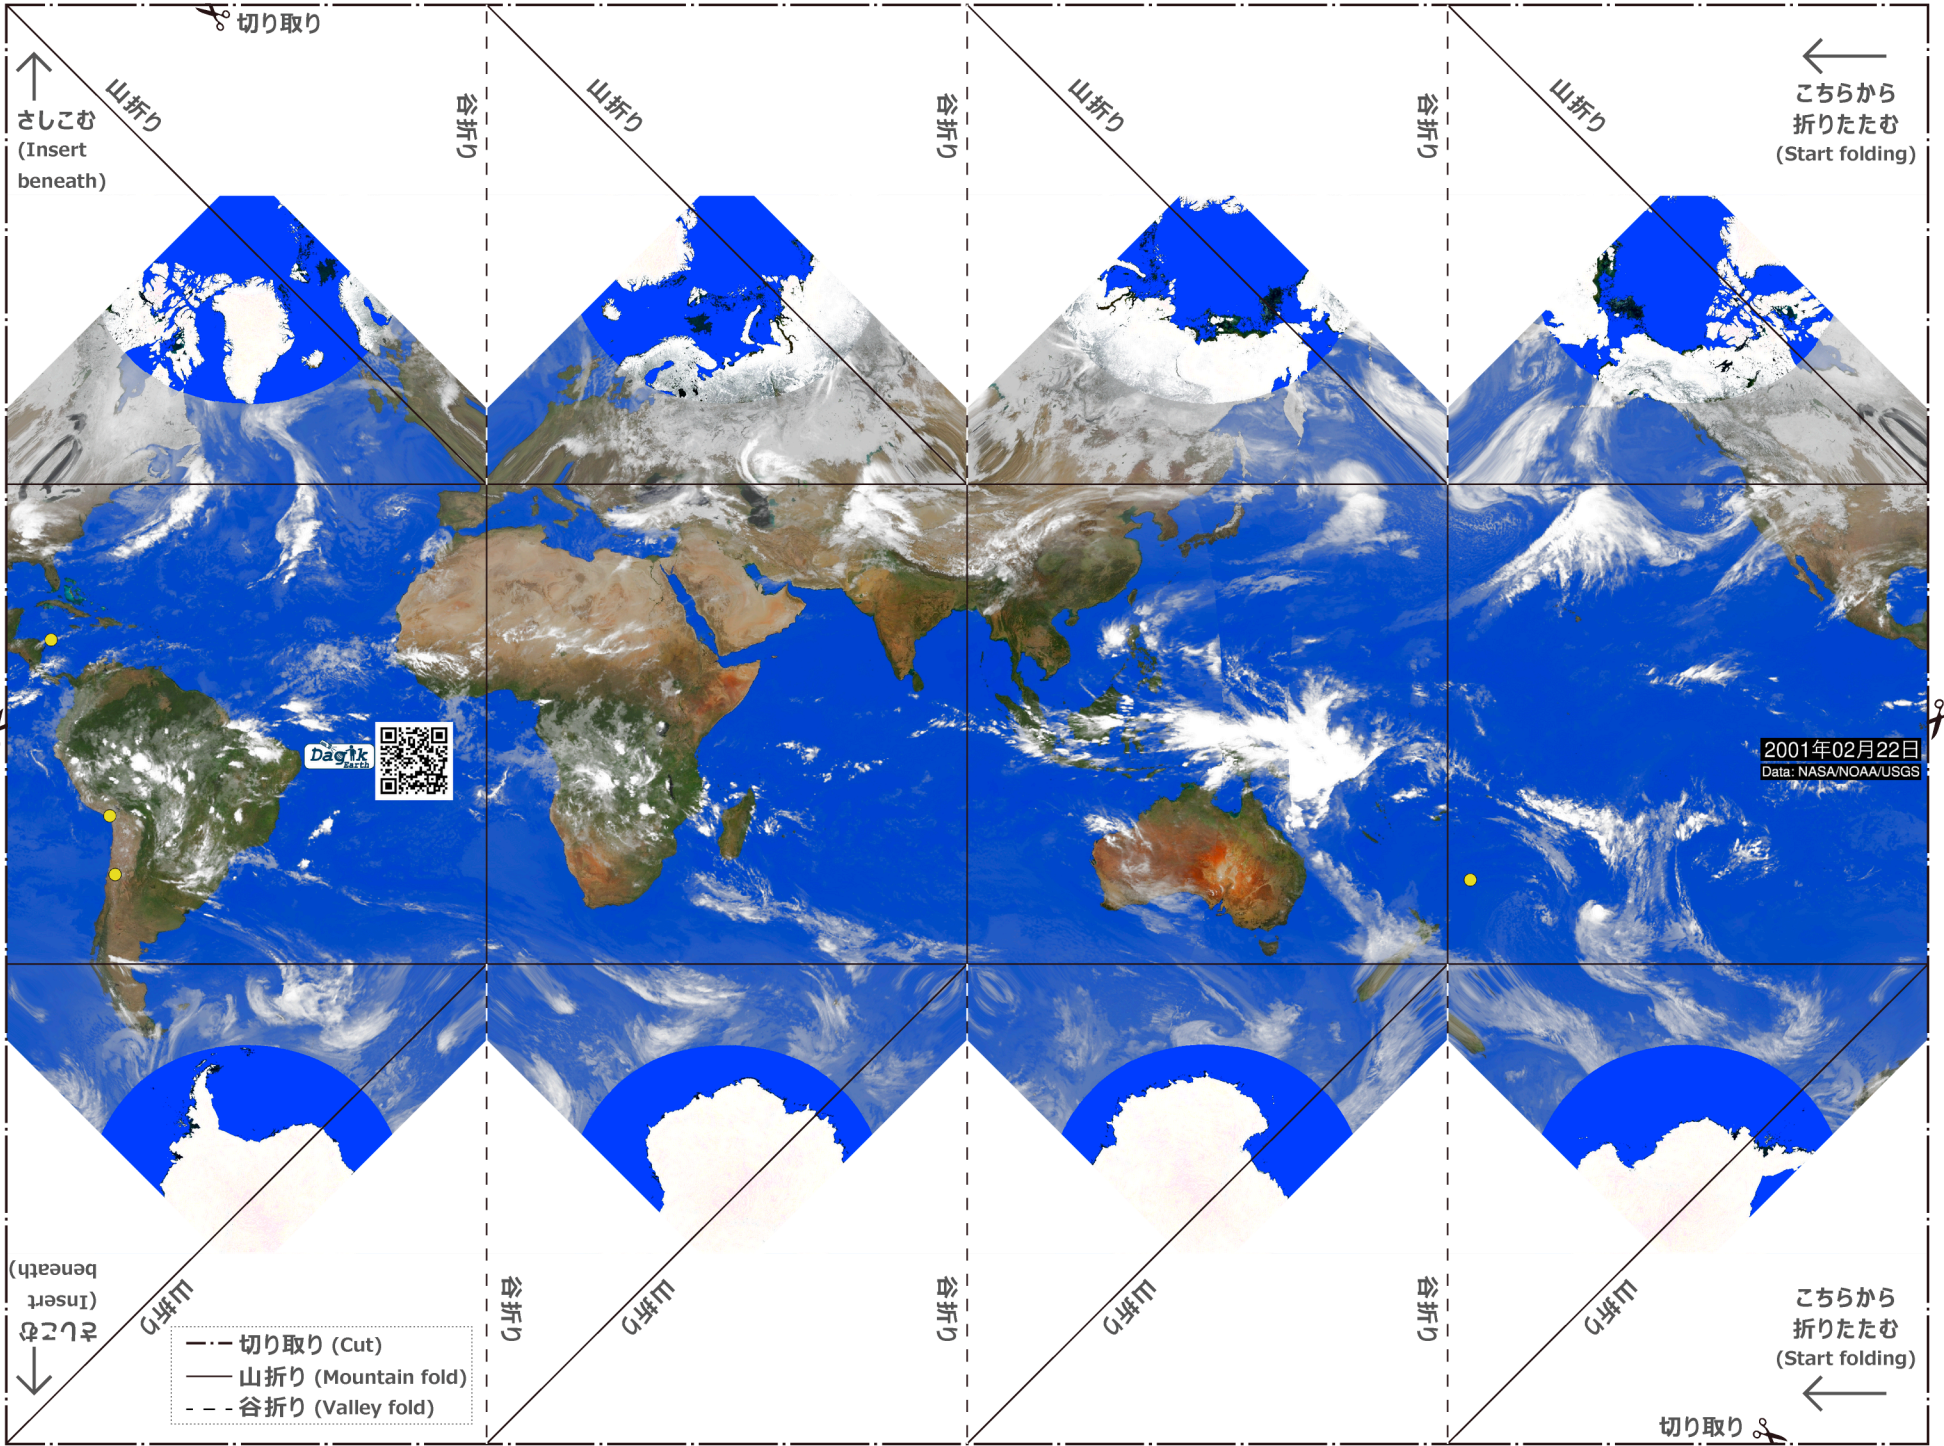 切り取り
山折り
谷折り
山折り
谷折り
山折り
谷折り
山折り
さしこむ
(Insert
beneath)
こちらから
折りたたむ
(Start folding)
Dagik
Earth
2001年02月22日
Data: NASA/NOAA/USGS
さしこむ
(Insert
beneath)
山折り
谷折り
山折り
谷折り
山折り
谷折り
山折り
こちらから
折りたたむ
(Start folding)
切り取り (Cut)
山折り (Mountain fold)
谷折り (Valley fold)
切り取り